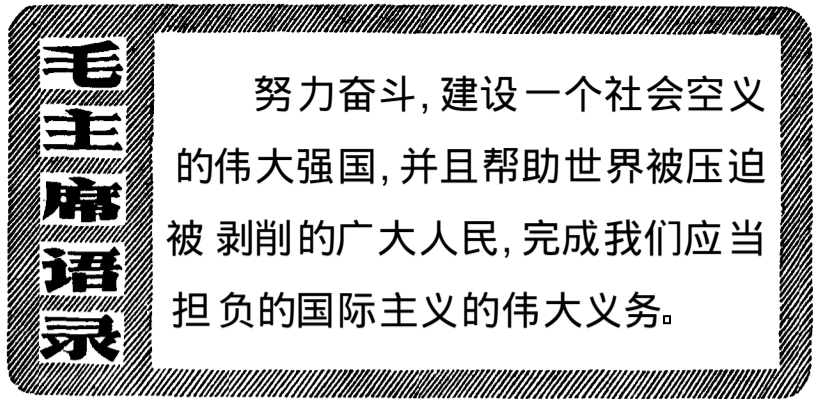 毛主席语录
努力奋斗,建设一个社会空义
的伟大强国,并且帮助世界被压迫
被剥削的广大人民,完成我们应当
担负的国际主义的伟大义务。